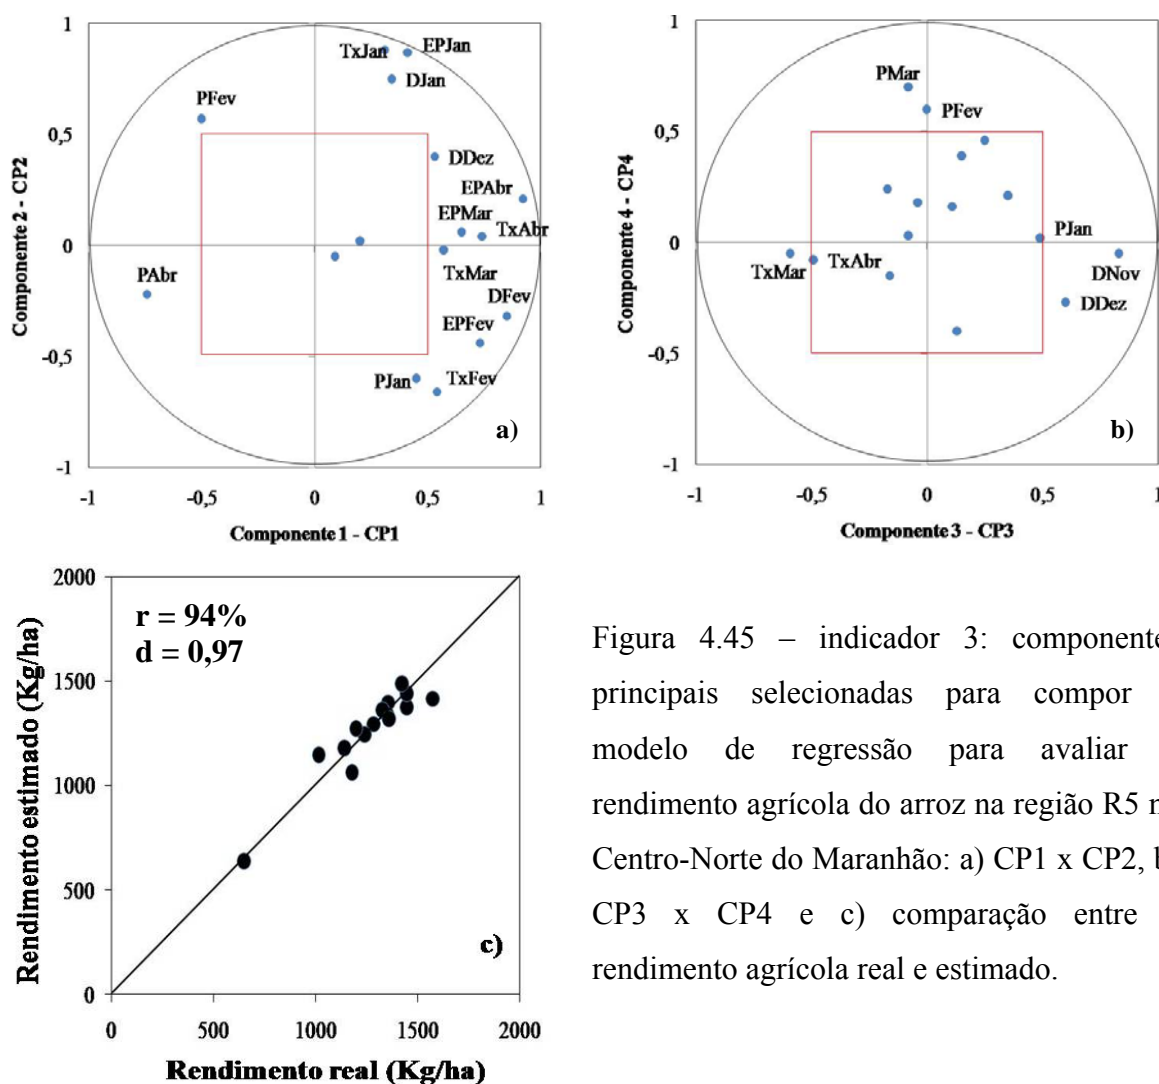 1
0,5
0
-0,5
-1
-1
-0,5
0
0,5
1
Componente 2 - CP2
Componente 1 - CP1
TxJan
EPJan
DJan
PFev
DDez
EPAbr
EPMar
TxAbr
TxMar
PAbr
DFev
EPFev
PJan
TxFev
a)
1
0,5
0
-0,5
-1
-1
-0,5
0
0,5
1
Componente 4 - CP4
Componente 3 - CP3
PMar
PFev
PJan
TxMar
TxAbr
DNov
DDez
b)
2000
1500
1000
500
0
0
500
1000
1500
2000
Rendimento estimado (Kg/ha)
Rendimento real (Kg/ha)
r = 94%
d = 0,97
c)
Figura 4.45 – indicador 3: componente
principais selecionadas para compor
modelo de regressão para avaliar
rendimento agrícola do arroz na região R5 n
Centro-Norte do Maranhão: a) CP1 x CP2, b
CP3 x CP4 e c) comparação entre
rendimento agrícola real e estimado.